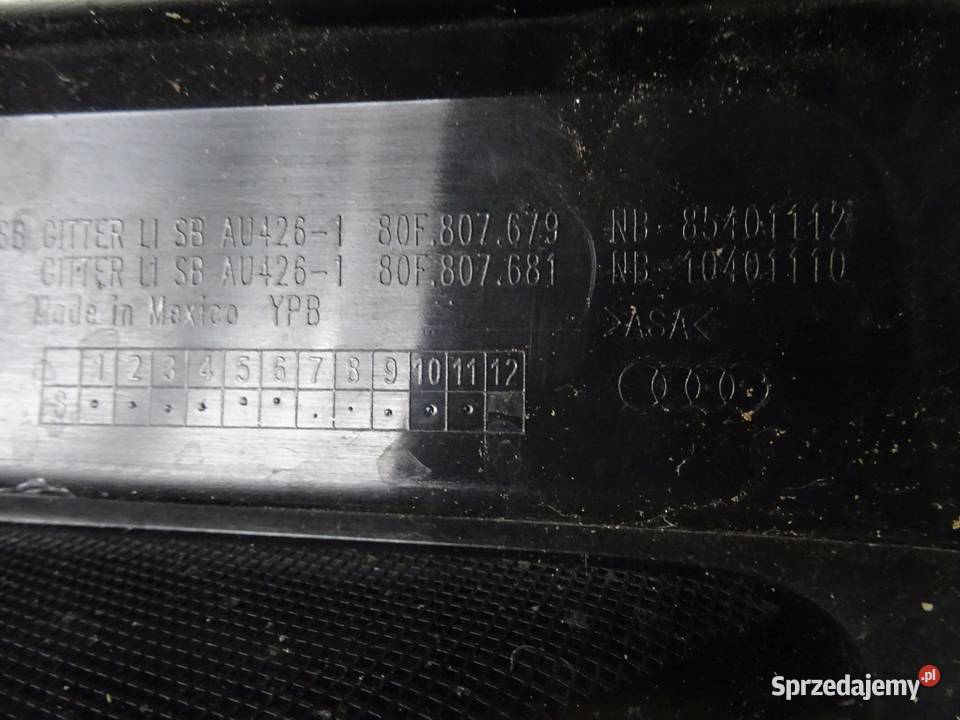 SB GITTER LI SB AU426-1 80F.807.679 NB 85401112
GITTER LI SB AU426-1 80F.807.681 NB 10401110
Made in Mexico YPB >ASA<
1 2 3 4 5 6 7 8 9 10 11 12
S
Sprzedajemy.pl